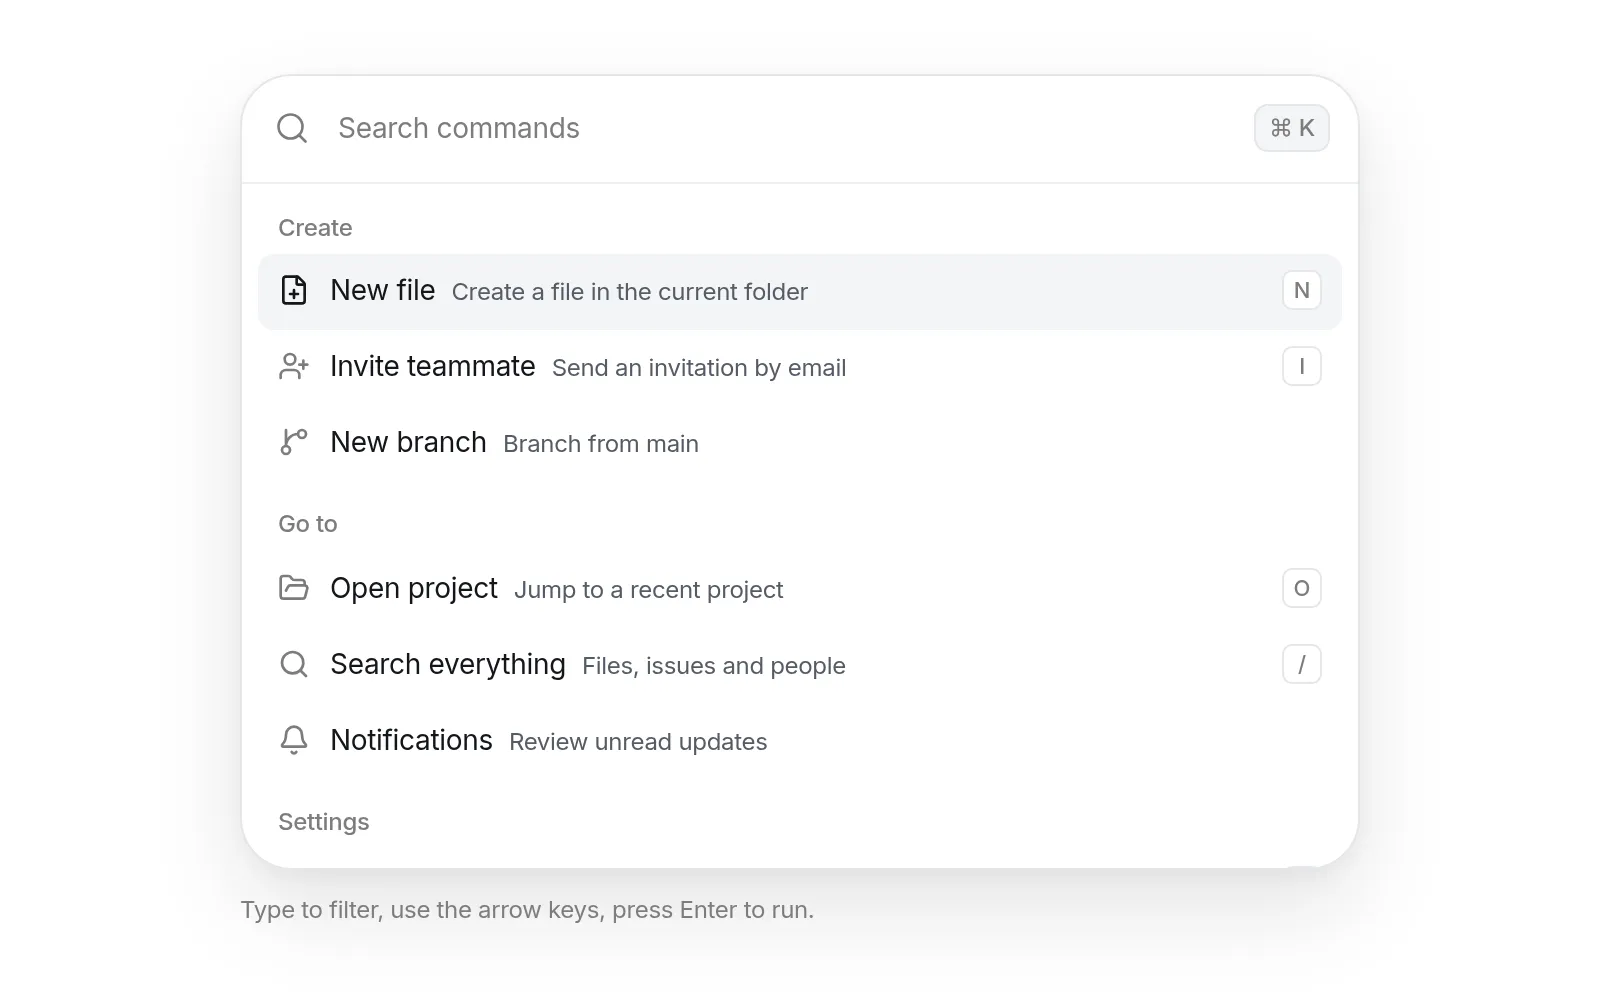 Search commands ⌘ K
Create
New file Create a file in the current folder N
Invite teammate Send an invitation by email I
New branch Branch from main
Go to
Open project Jump to a recent project O
Search everything Files, issues and people /
Notifications Review unread updates
Settings
Type to filter, use the arrow keys, press Enter to run.